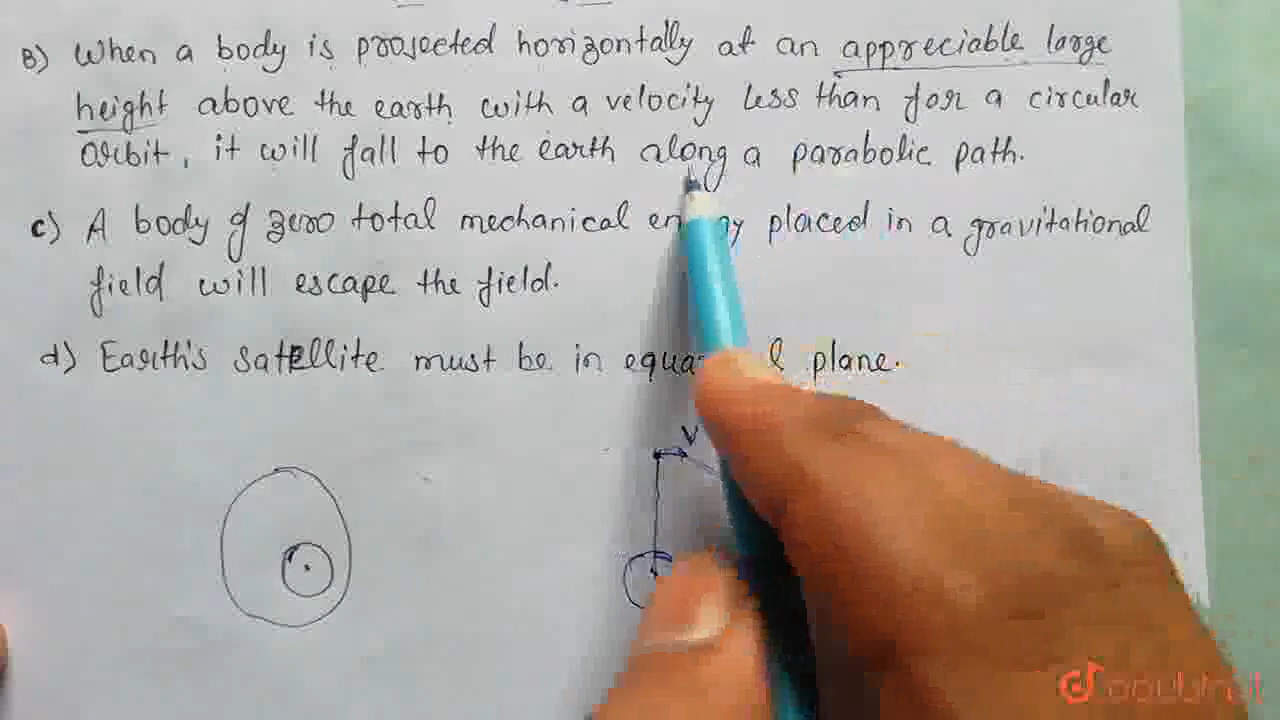 B) When a body is projected horizontally at an appreciable large
height above the earth with a velocity less than for a circular
orbit, it will fall to the earth along a parabolic path.
c) A body of zero total mechanical placed in a gravitational
field will escape the field.
d) Earth's satellite must be in plane.
V
doubtnut